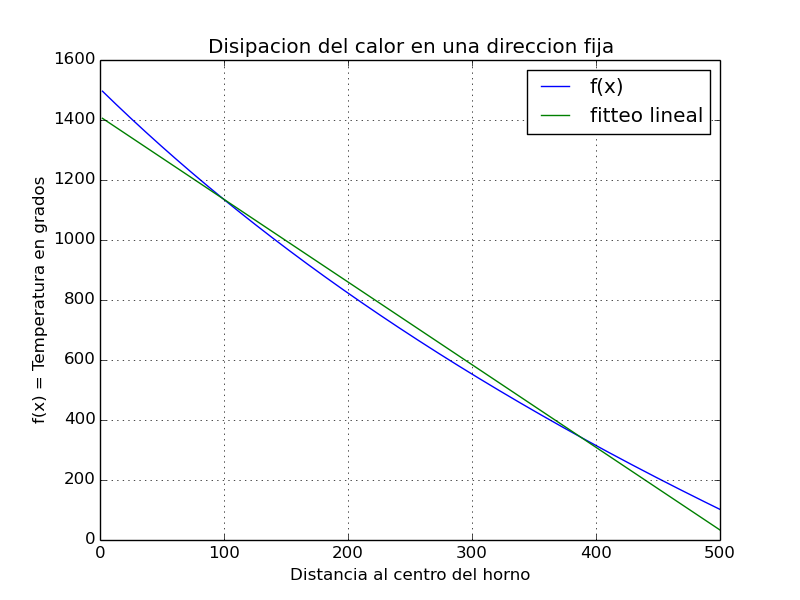 Disipacion del calor en una direccion fija
f(x)
fitteo lineal
f(x) = Temperatura en grados
1600
1400
1200
1000
800
600
400
200
0
0 100 200 300 400 500
Distancia al centro del horno